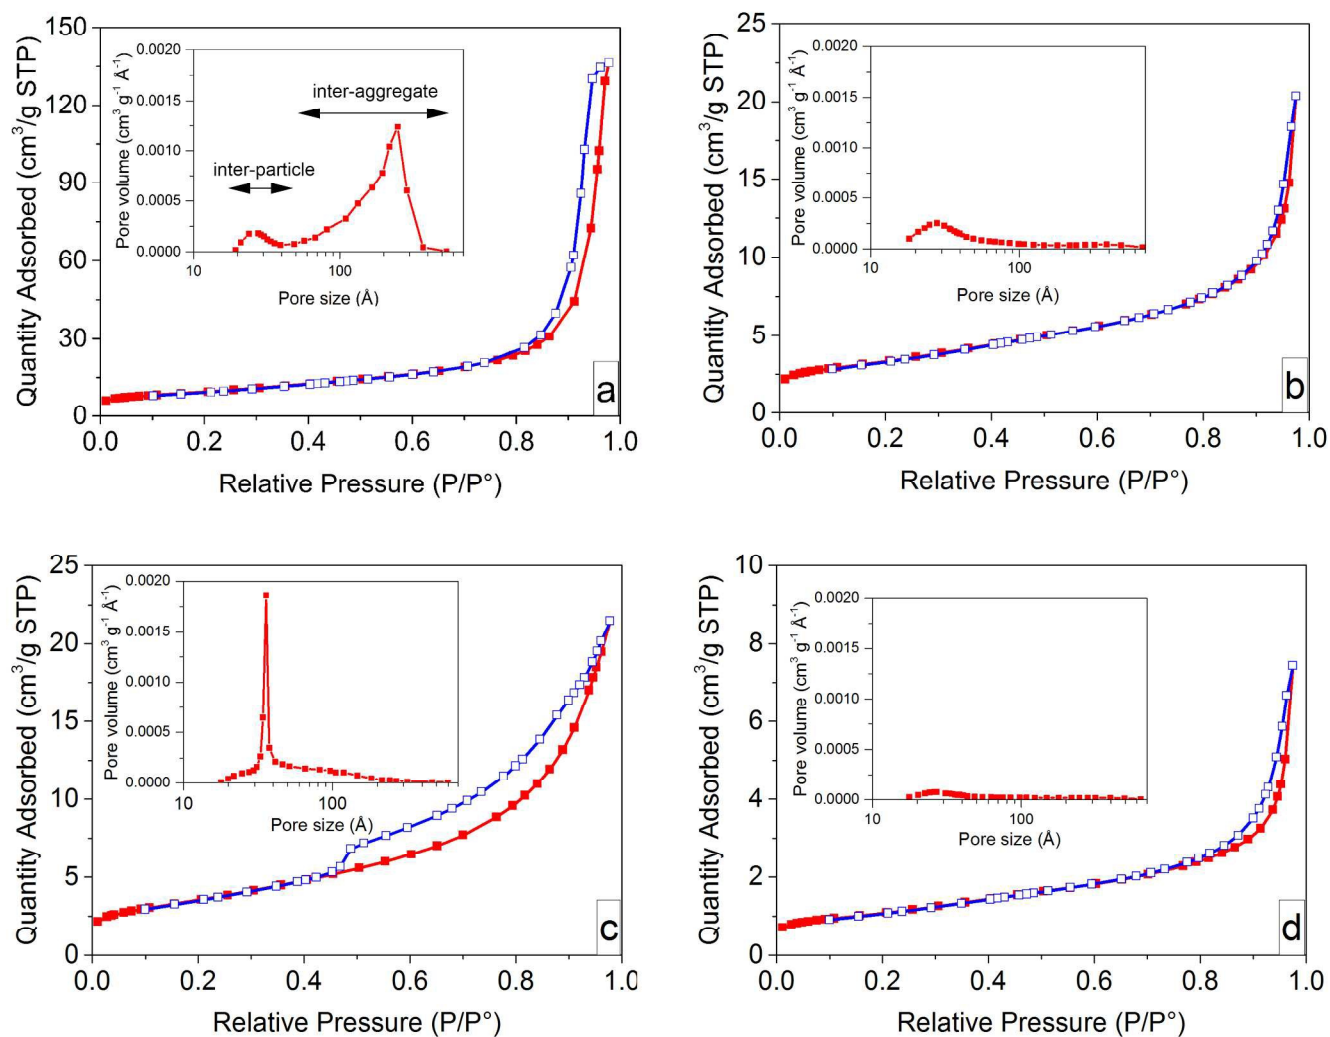 Quantity Adsorbed (cm³/g STP)
150
120
90
60
30
0
0.0 0.2 0.4 0.6 0.8 1.0
Relative Pressure (P/P°)
a
Pore volume (cm³ g⁻¹ Å⁻¹)
0.0020
0.0015
0.0010
0.0005
0.0000
10 100
Pore size (Å)
inter-aggregate
inter-particle
Quantity Adsorbed (cm³/g STP)
25
20
15
10
5
0
0.0 0.2 0.4 0.6 0.8 1.0
Relative Pressure (P/P°)
b
Pore volume (cm³ g⁻¹ Å⁻¹)
0.0020
0.0015
0.0010
0.0005
0.0000
10 100
Pore size (Å)
Quantity Adsorbed (cm³/g STP)
25
20
15
10
5
0
0.0 0.2 0.4 0.6 0.8 1.0
Relative Pressure (P/P°)
c
Pore volume (cm³ g⁻¹ Å⁻¹)
0.0020
0.0015
0.0010
0.0005
0.0000
10 100
Pore size (Å)
Quantity Adsorbed (cm³/g STP)
10
8
6
4
2
0
0.0 0.2 0.4 0.6 0.8 1.0
Relative Pressure (P/P°)
d
Pore volume (cm³ g⁻¹ Å⁻¹)
0.0020
0.0015
0.0010
0.0005
0.0000
10 100
Pore size (Å)